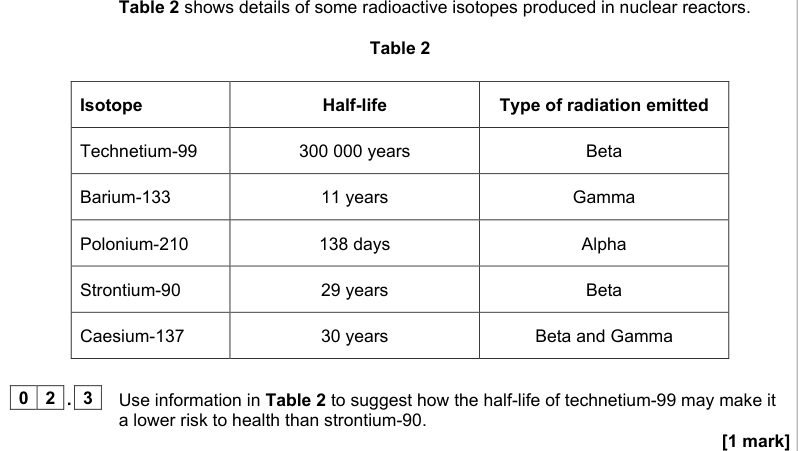 Table 2 shows details of some radioactive isotopes produced in nuclear reactors.
Table 2
Isotope Half-life Type of radiation emitted
Technetium-99 300 000 years Beta
Barium-133 11 years Gamma
Polonium-210 138 days Alpha
Strontium-90 29 years Beta
Caesium-137 30 years Beta and Gamma
0 2 . 3 Use information in Table 2 to suggest how the half-life of technetium-99 may make it
a lower risk to health than strontium-90.
[1 mark]